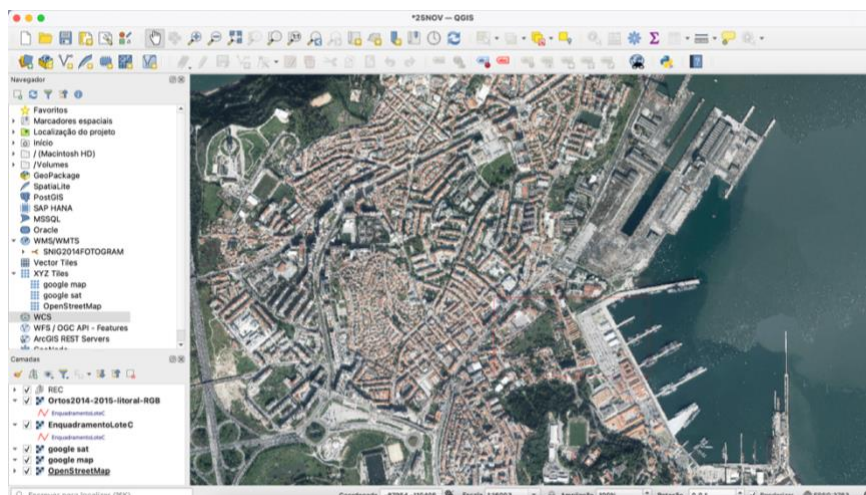 *25NOV — QGIS
Navegador
Favoritos
Marcadores espaciais
Localização do projeto
Início
/ (Macintosh HD)
/Volumes
GeoPackage
SpatiaLite
PostGIS
SAP HANA
MSSQL
Oracle
WMS/WMTS
SNIG2014FOTOGRAM
Vector Tiles
XYZ Tiles
google map
google sat
OpenStreetMap
WCS
WFS / OGC API - Features
ArcGIS REST Servers
Camadas
REC
Ortos2014-2015-litoral-RGB
EnquadramentoLoteC
EnquadramentoLoteC
EnquadramentoLoteC
google sat
google map
OpenStreetMap